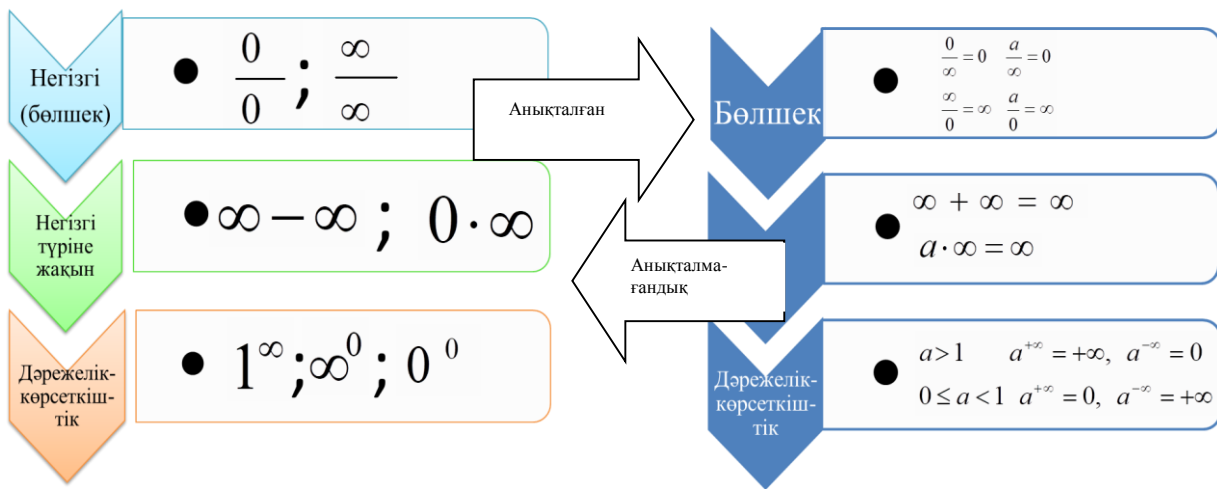 Негізгі
(бөлшек)
• 0/0 ; ∞/∞
Негізгі
түріне
жақын
• ∞ − ∞ ; 0 · ∞
Дәрежелік-
көрсеткіш-
тік
• 1^∞ ; ∞^0 ; 0^0
Анықталған
Анықталма-
ғандық
Бөлшек
• 0/∞ = 0 a/∞ = 0
∞/0 = ∞ a/0 = ∞
• ∞ + ∞ = ∞
a · ∞ = ∞
Дәрежелік-
көрсеткіш-
тік
• a > 1 a^{+∞} = +∞, a^{−∞} = 0
0 ≤ a < 1 a^{+∞} = 0, a^{−∞} = +∞